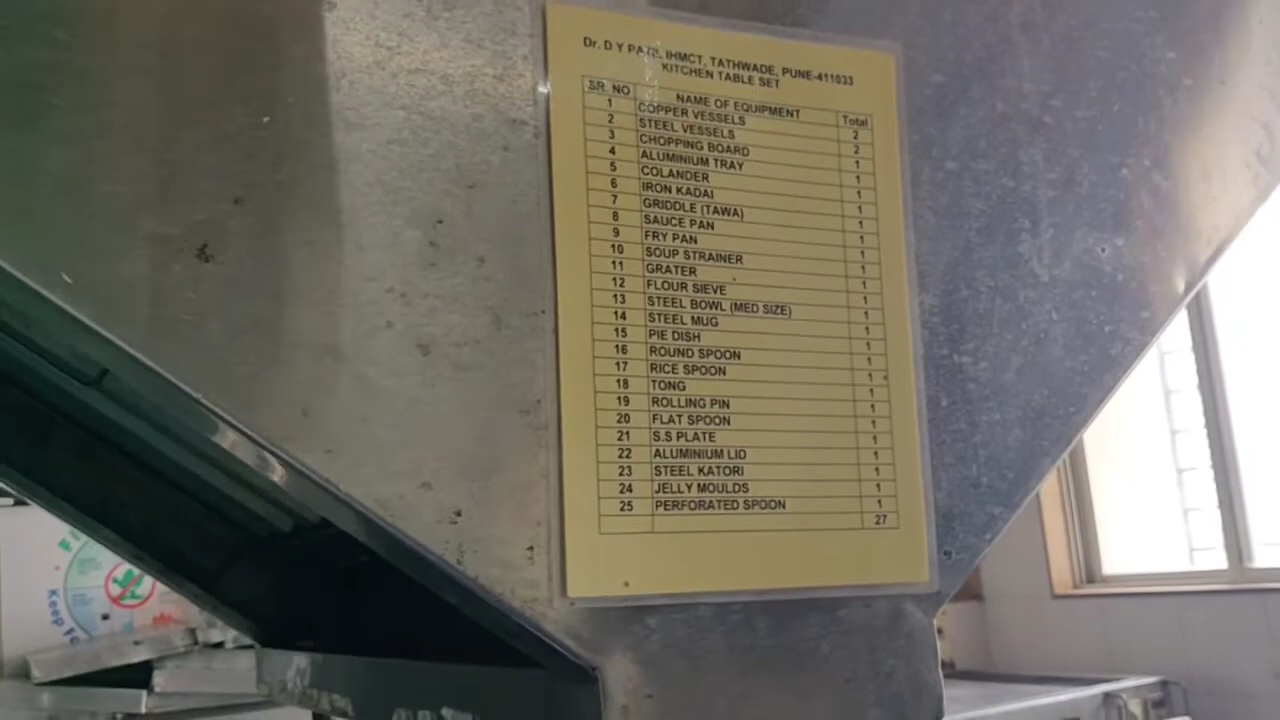 Dr. D Y PATIL IHMCT, TATHWADE, PUNE-411033
KITCHEN TABLE SET
SR. NO NAME OF EQUIPMENT Total
1 COPPER VESSELS 2
2 STEEL VESSELS 2
3 CHOPPING BOARD 1
4 ALUMINIUM TRAY 1
5 COLANDER 1
6 IRON KADAI 1
7 GRIDDLE (TAWA) 1
8 SAUCE PAN 1
9 FRY PAN 1
10 SOUP STRAINER 1
11 GRATER 1
12 FLOUR SIEVE 1
13 STEEL BOWL (MED SIZE) 1
14 STEEL MUG 1
15 PIE DISH 1
16 ROUND SPOON 1
17 RICE SPOON 1
18 TONG 1
19 ROLLING PIN 1
20 FLAT SPOON 1
21 S.S PLATE 1
22 ALUMINIUM LID 1
23 STEEL KATORI 1
24 JELLY MOULDS 1
25 PERFORATED SPOON 1
27
Keep